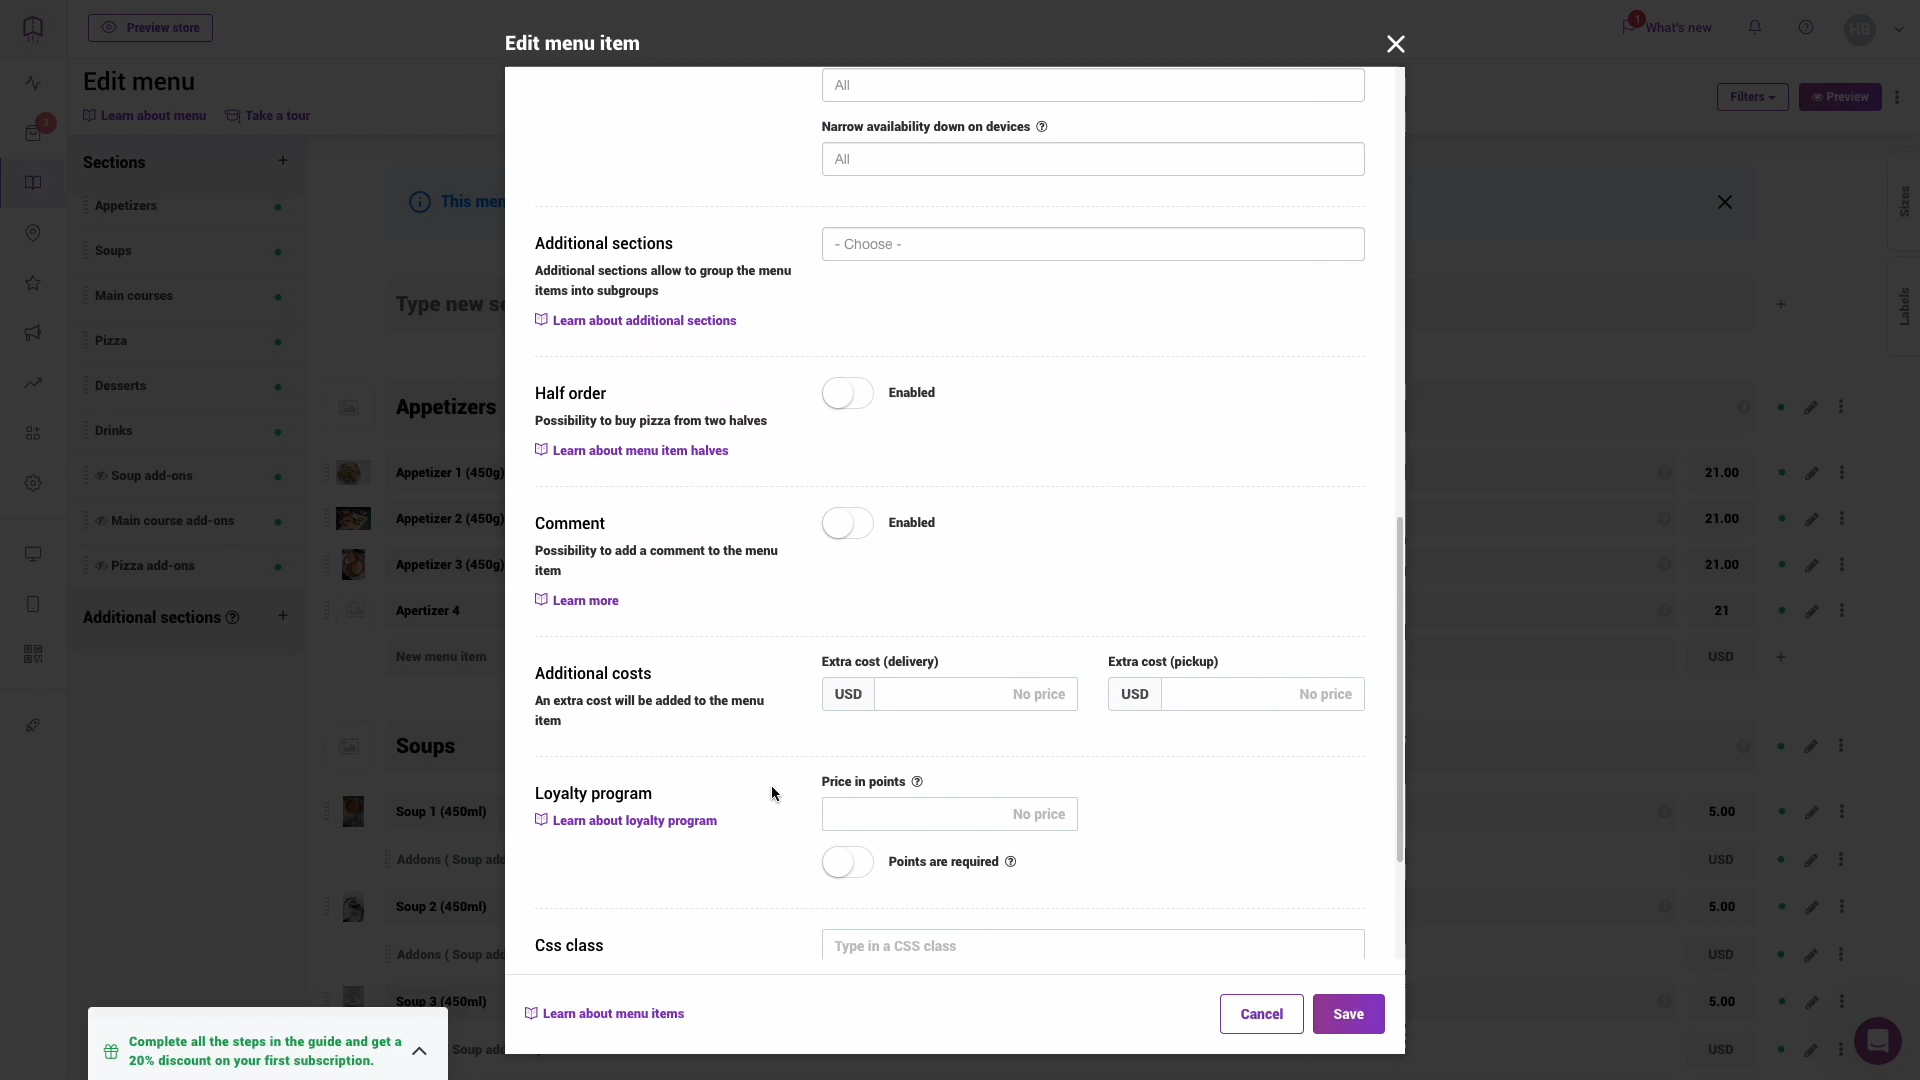 Preview store
1
What's new
HB
Edit menu item
Edit menu
Learn about menu
Take a tour
Filters
Preview
3
Sections
+
Appetizers
Soups
Main courses
Pizza
Desserts
Drinks
Soup add-ons
Main course add-ons
Pizza add-ons
Additional sections
+
This men
Type new se
+
Sizes
Labels
Appetizers
Appetizer 1 (450g)
21.00
Appetizer 2 (450g)
21.00
Appetizer 3 (450g)
21.00
Apertizer 4
21
New menu item
USD
+
Soups
Soup 1 (450ml)
5.00
Addons ( Soup add
USD
Soup 2 (450ml)
5.00
Addons ( Soup add
USD
Soup 3 (450ml)
5.00
Soup add
USD
All
Narrow availability down on devices
All
Additional sections
Additional sections allow to group the menu
items into subgroups
Learn about additional sections
- Choose -
Half order
Possibility to buy pizza from two halves
Learn about menu item halves
Enabled
Comment
Possibility to add a comment to the menu
item
Learn more
Enabled
Additional costs
An extra cost will be added to the menu
item
Extra cost (delivery)
USD
No price
Extra cost (pickup)
USD
No price
Loyalty program
Learn about loyalty program
Price in points
No price
Points are required
Css class
Type in a CSS class
Learn about menu items
Cancel
Save
Complete all the steps in the guide and get a
20% discount on your first subscription.